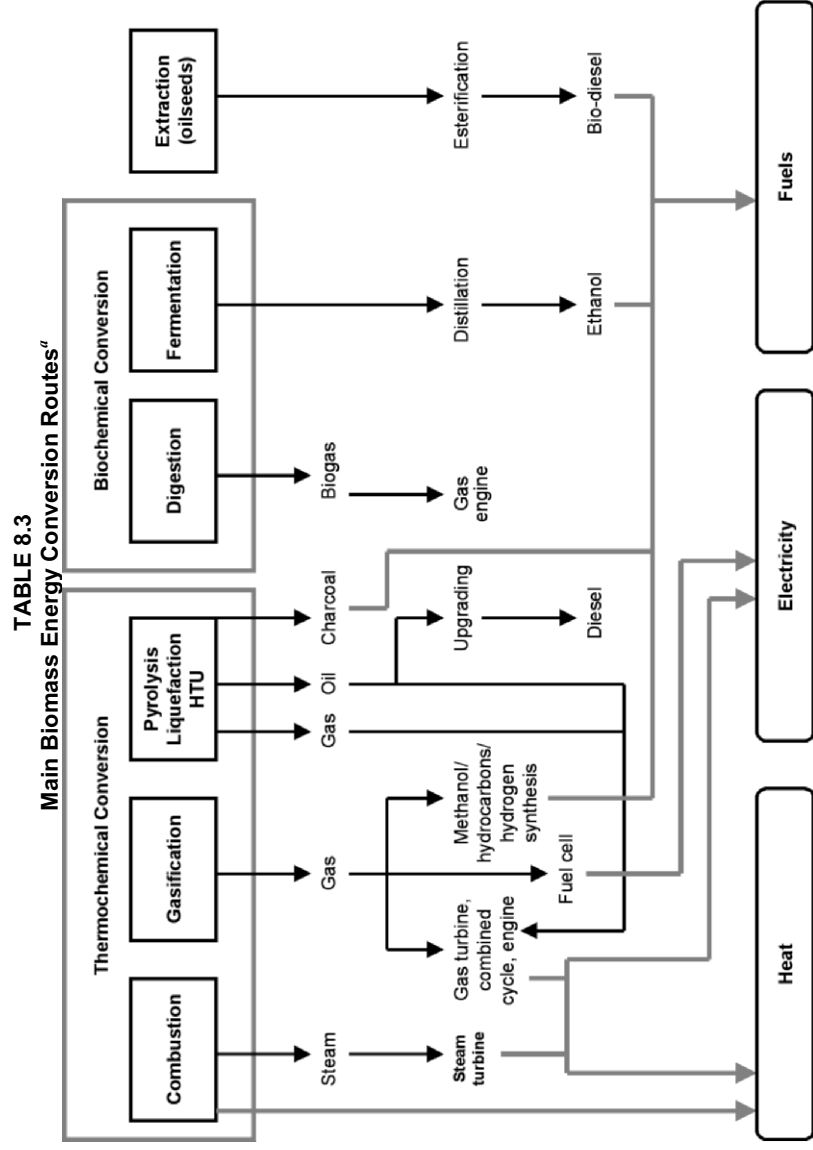 TABLE 8.3
Main Biomass Energy Conversion Routes"
Thermochemical Conversion
Biochemical Conversion
Combustion
Gasification
Pyrolysis
Liquefaction
HTU
Digestion
Fermentation
Extraction
(oilseeds)
Steam
Gas
Gas
Oil
Charcoal
Biogas
Steam
turbine
Gas turbine,
combined
cycle, engine
Methanol/
hydrocarbons/
hydrogen
synthesis
Upgrading
Gas
engine
Distillation
Esterification
Fuel cell
Diesel
Ethanol
Bio-diesel
Heat
Electricity
Fuels